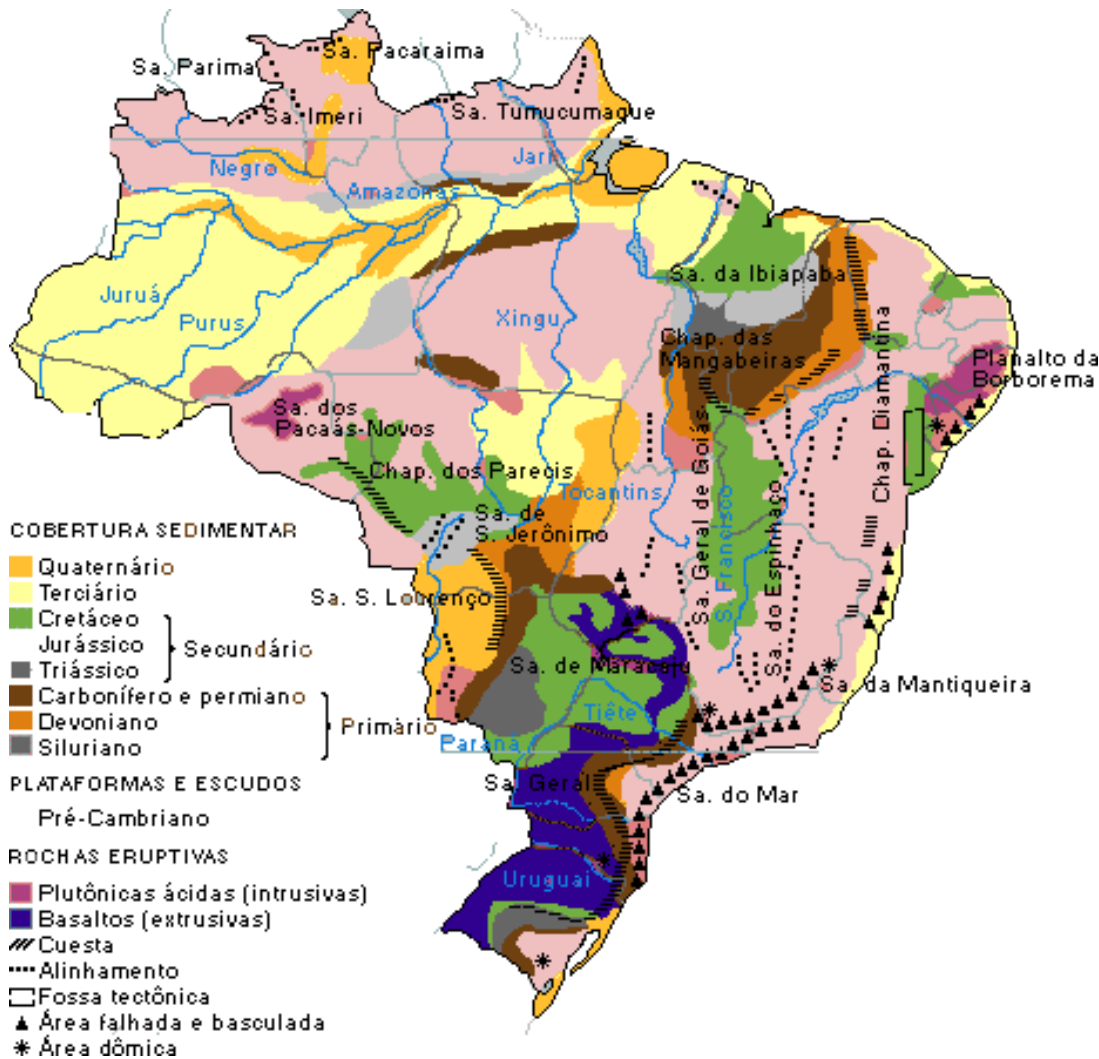 Sa. Pacaraima
Sa. Parima
Sa. Imeri
Sa. Tumucumaque
Negro
Jari
Amazonas
Juruá
Purus
Xingu
Sa. da Ibiapaba
Chap. das
Mangabeiras
Chap. Diamantina
Planalto da
Borborema
Sa. dos
Pacaás-Novos
Chap. dos Parecis
Tocantins
Sa. Geral de Goiás
S. Francisco
Sa. do Espinhaço
Sa. de
S. Jerônimo
Sa. S. Lourenço
Sa. de Maracaju
Sa. da Mantiqueira
Tiête
Paraná
Sa. Geral
Sa. do Mar
Uruguai
COBERTURA SEDIMENTAR
Quaternário
Terciário
Cretáceo
Jurássico
Triássico
Secundário
Carbonífero e permiano
Devoniano
Siluriano
Primário
PLATAFORMAS E ESCUDOS
Pré-Cambriano
ROCHAS ERUPTIVAS
Plutônicas ácidas (intrusivas)
Basaltos (extrusivas)
Cuesta
Alinhamento
Fossa tectônica
Área falhada e basculada
Área dômica